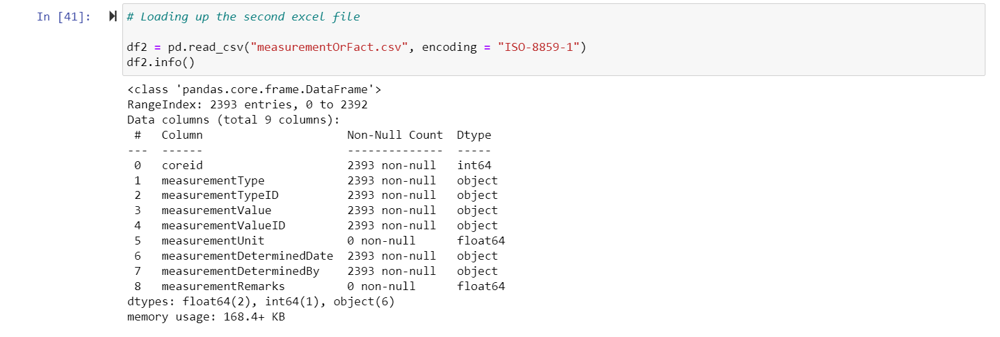 In [41]:
# Loading up the second excel file
df2 = pd.read_csv("measurementOrFact.csv", encoding = "ISO-8859-1")
df2.info()
<class 'pandas.core.frame.DataFrame'>
RangeIndex: 2393 entries, 0 to 2392
Data columns (total 9 columns):
 #   Column                     Non-Null Count  Dtype
---  ------                     --------------  -----
 0   coreid                     2393 non-null   int64
 1   measurementType            2393 non-null   object
 2   measurementTypeID          2393 non-null   object
 3   measurementValue           2393 non-null   object
 4   measurementValueID         2393 non-null   object
 5   measurementUnit            0 non-null      float64
 6   measurementDeterminedDate  2393 non-null   object
 7   measurementDeterminedBy    2393 non-null   object
 8   measurementRemarks         0 non-null      float64
dtypes: float64(2), int64(1), object(6)
memory usage: 168.4+ KB